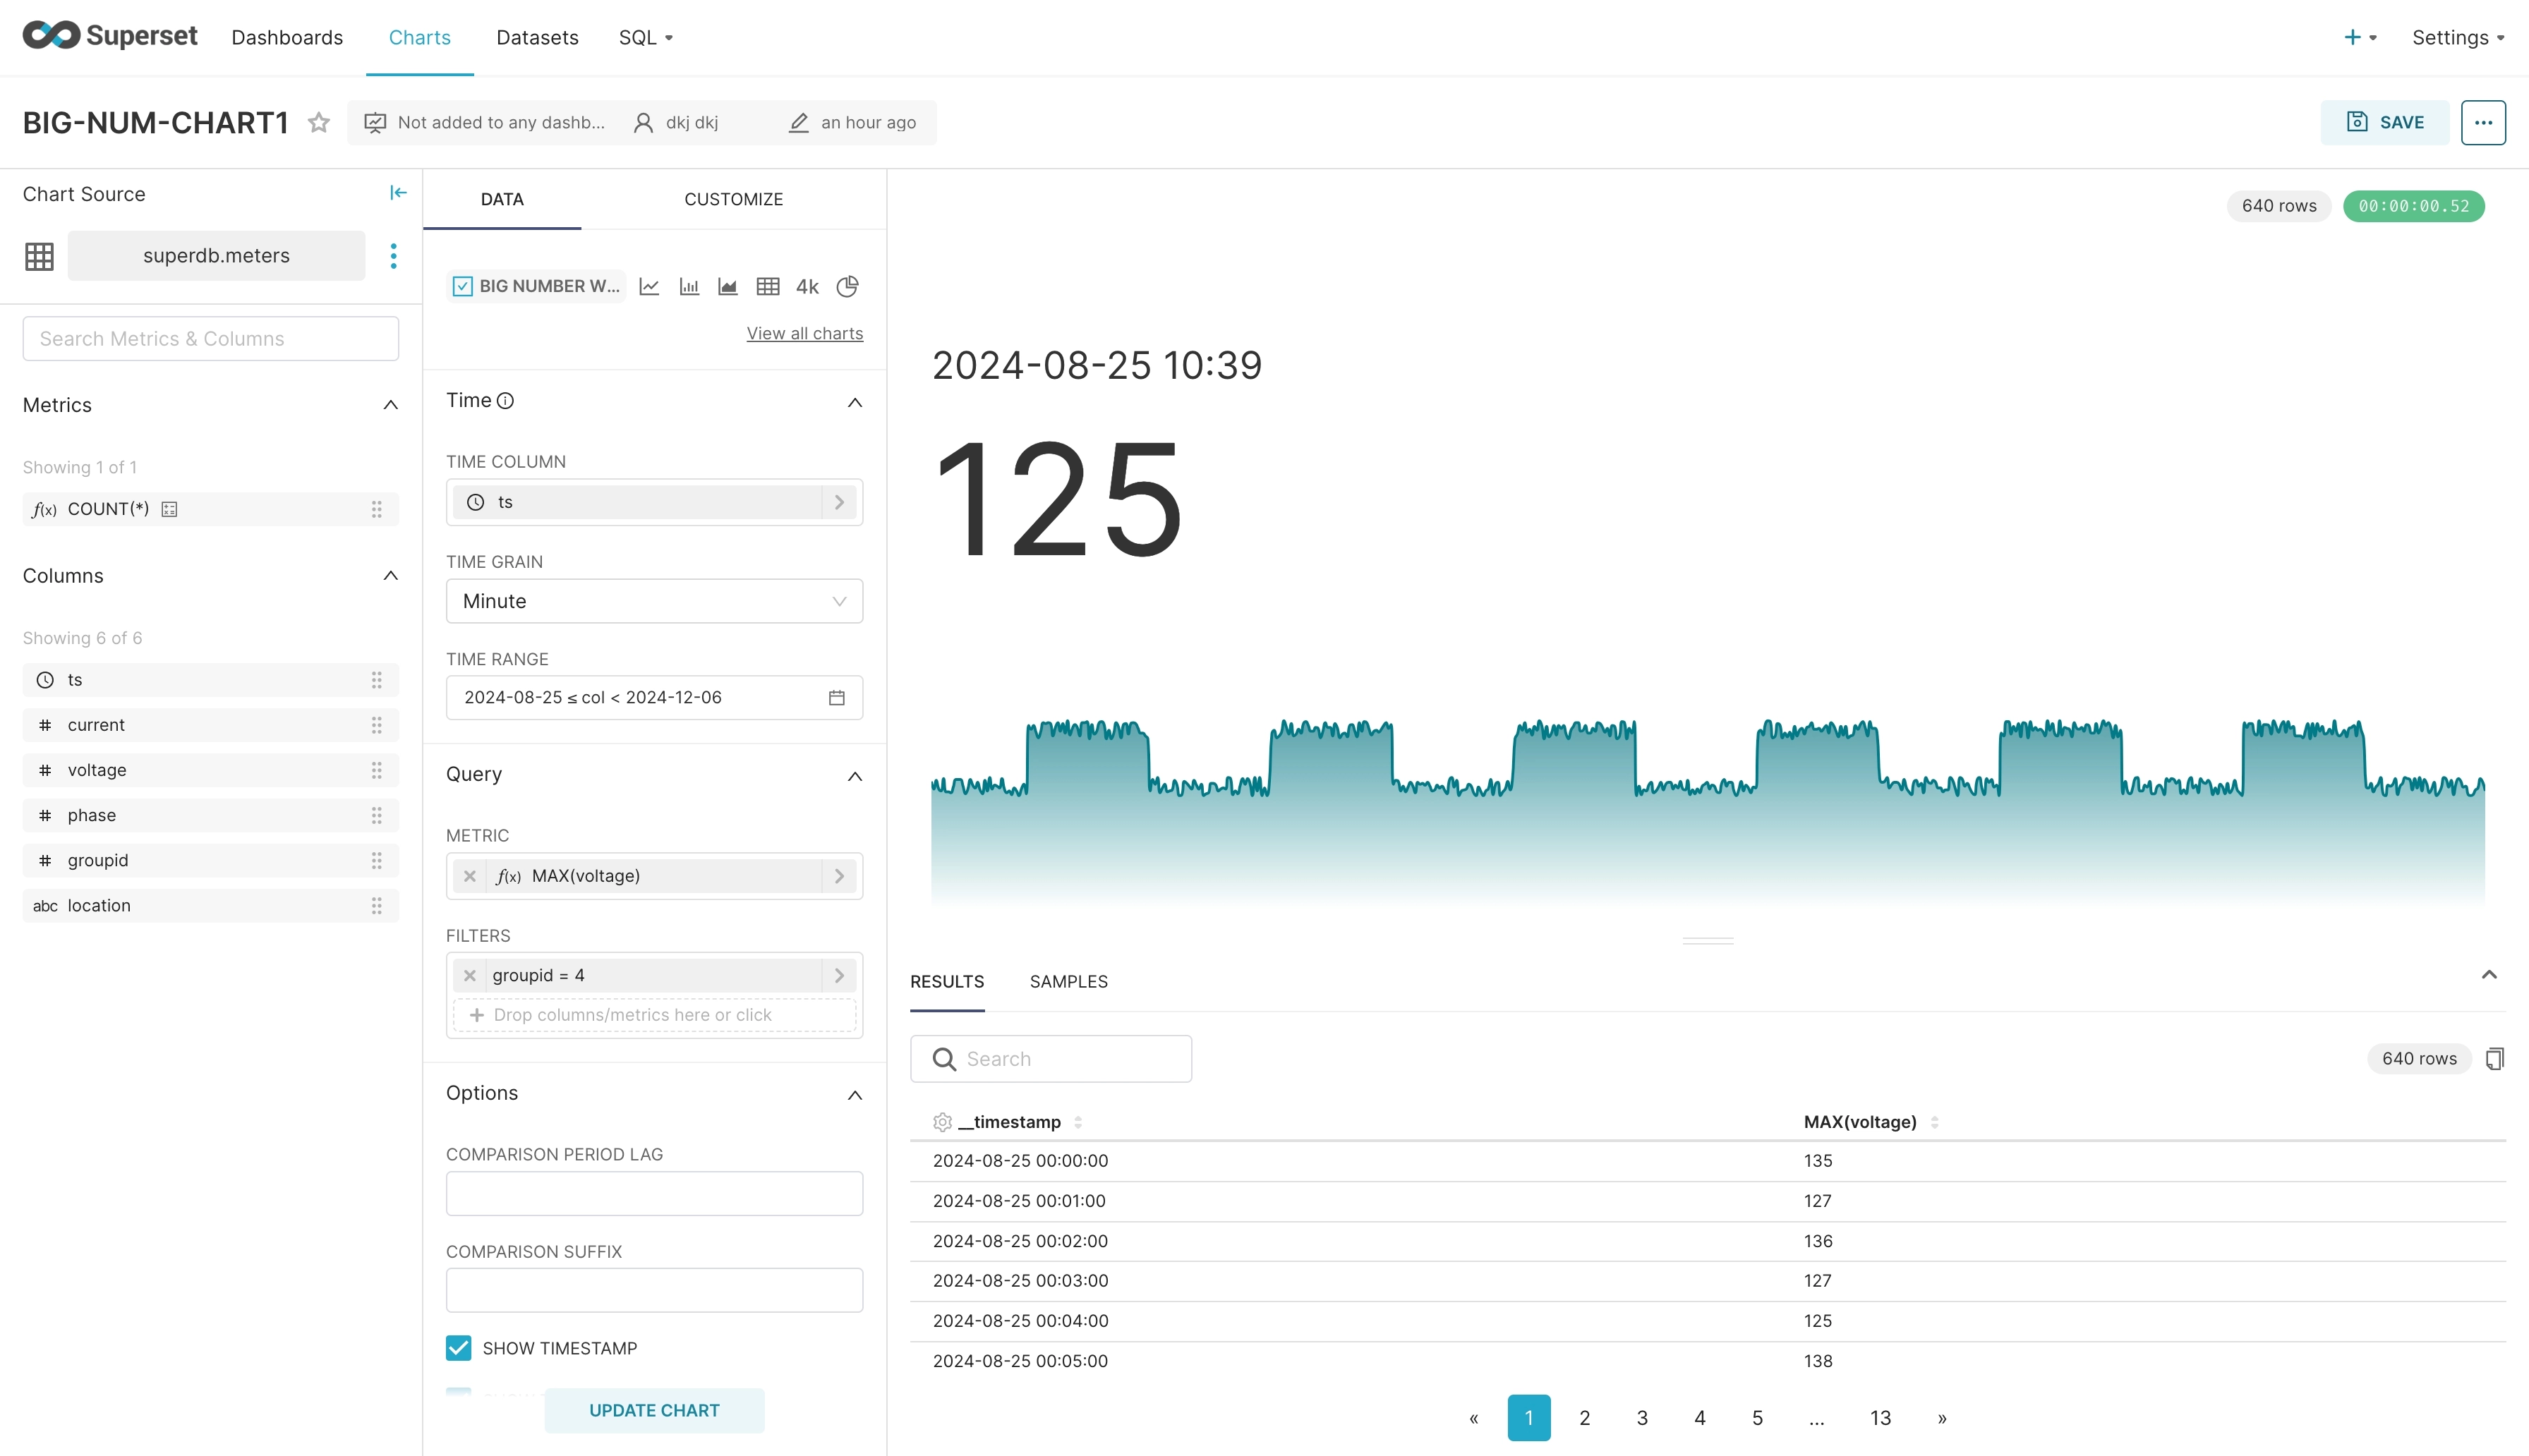 Superset Dashboards Charts Datasets SQL Settings
BIG-NUM-CHART1 Not added to any dashb... dkj dkj an hour ago SAVE
Chart Source
superdb.meters
Search Metrics & Columns
Metrics
Showing 1 of 1
f(x) COUNT(*)
Columns
Showing 6 of 6
ts
# current
# voltage
# phase
# groupid
abc location
DATA CUSTOMIZE
BIG NUMBER W... 4k
View all charts
Time
TIME COLUMN
ts
TIME GRAIN
Minute
TIME RANGE
2024-08-25 ≤ col < 2024-12-06
Query
METRIC
f(x) MAX(voltage)
FILTERS
groupid = 4
+ Drop columns/metrics here or click
Options
COMPARISON PERIOD LAG
COMPARISON SUFFIX
SHOW TIMESTAMP
UPDATE CHART
640 rows 00:00:00.52
2024-08-25 10:39
125
RESULTS SAMPLES
Search
640 rows
__timestamp MAX(voltage)
2024-08-25 00:00:00 135
2024-08-25 00:01:00 127
2024-08-25 00:02:00 136
2024-08-25 00:03:00 127
2024-08-25 00:04:00 125
2024-08-25 00:05:00 138
« 1 2 3 4 5 ... 13 »